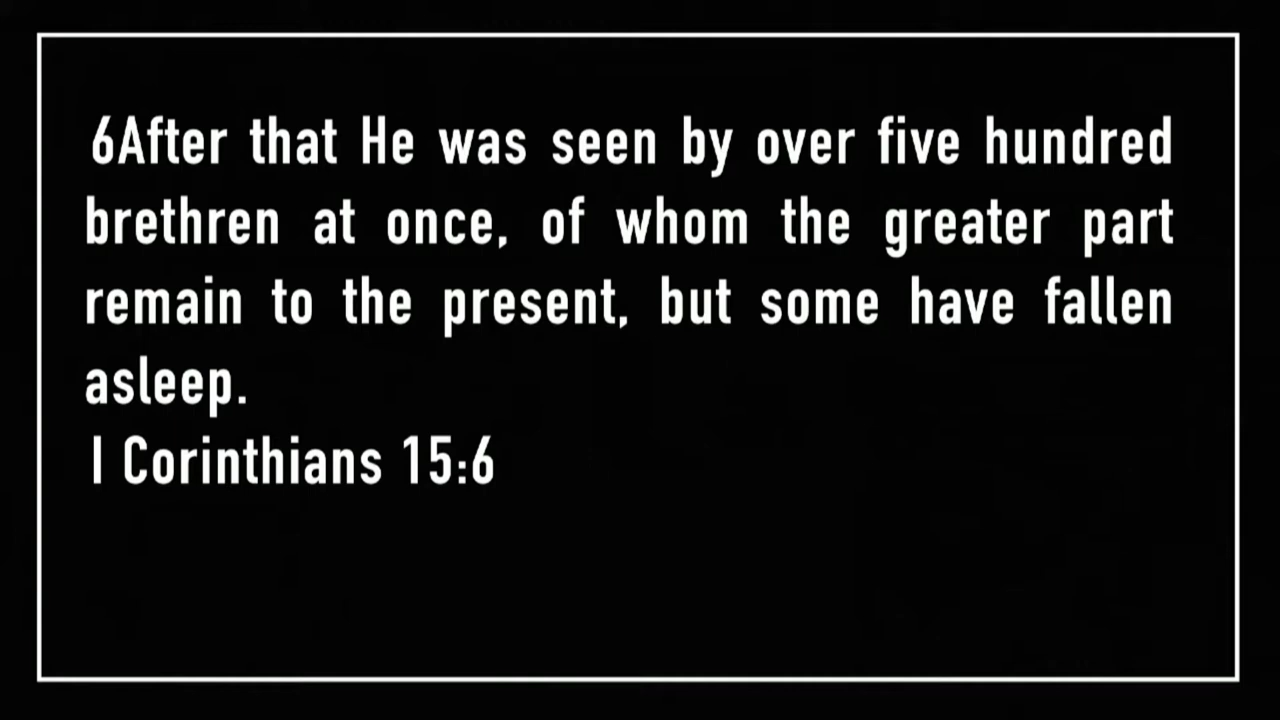 6After that He was seen by over five hundred
brethren at once, of whom the greater part
remain to the present, but some have fallen
asleep.
I Corinthians 15:6